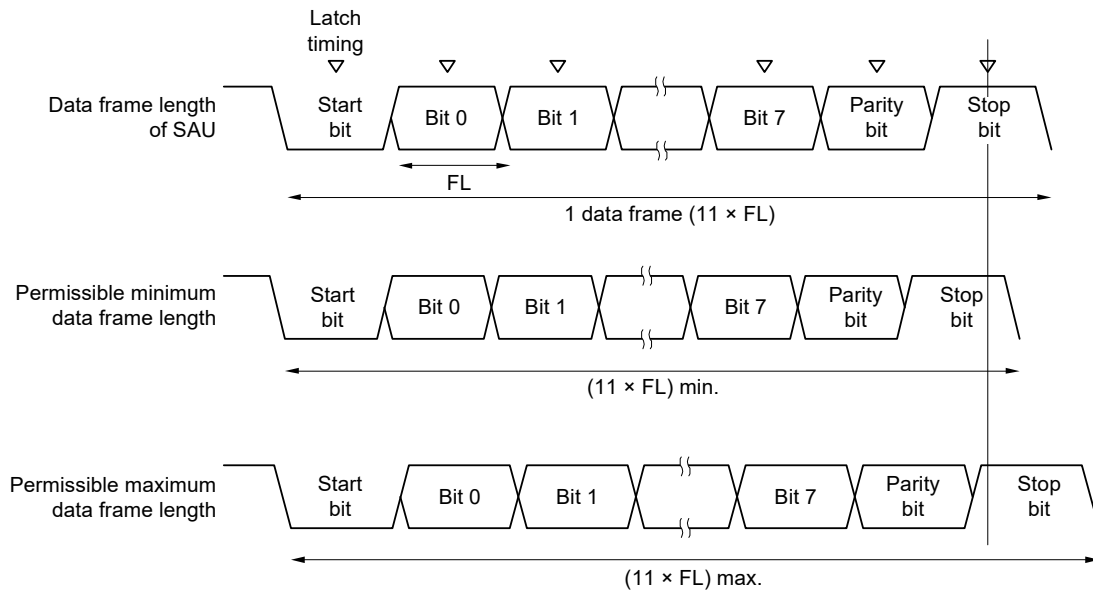 Latch
timing
Data frame length
of SAU
Start
bit
Bit 0
Bit 1
Bit 7
Parity
bit
Stop
bit
FL
1 data frame (11 × FL)
Permissible minimum
data frame length
Start
bit
Bit 0
Bit 1
Bit 7
Parity
bit
Stop
bit
(11 × FL) min.
Permissible maximum
data frame length
Start
bit
Bit 0
Bit 1
Bit 7
Parity
bit
Stop
bit
(11 × FL) max.